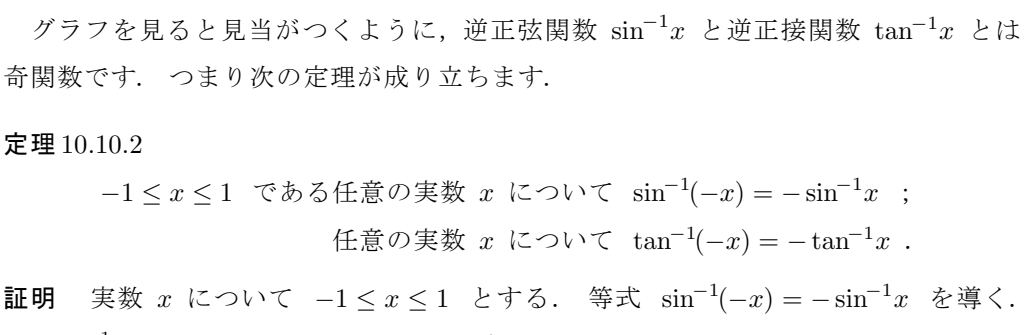 グラフを見ると見当がつくように，逆正弦関数 sin⁻¹x と逆正接関数 tan⁻¹x とは
奇関数です． つまり次の定理が成り立ちます．
定理 10.10.2
−1 ≤ x ≤ 1 である任意の実数 x について sin⁻¹(−x) = − sin⁻¹x ;
任意の実数 x について tan⁻¹(−x) = − tan⁻¹x .
証明 実数 x について −1 ≤ x ≤ 1 とする． 等式 sin⁻¹(−x) = − sin⁻¹x を導く．